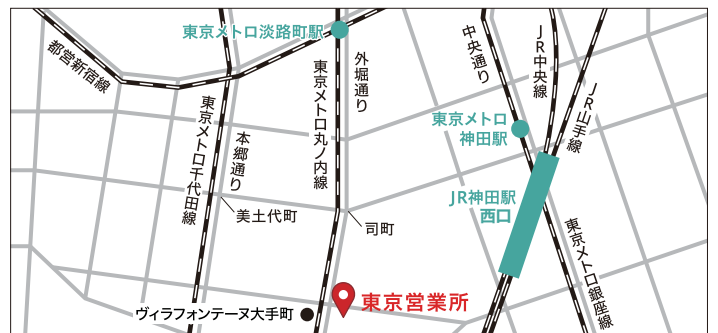 東京メトロ淡路町駅
都営新宿線
東京メトロ千代田線
本郷通り
東京メトロ丸ノ内線
外堀通り
中央通り
JR中央線
JR山手線
東京メトロ
神田駅
JR神田駅
西口
美土代町
司町
東京メトロ銀座線
ヴィラフォンテーヌ大手町
東京営業所